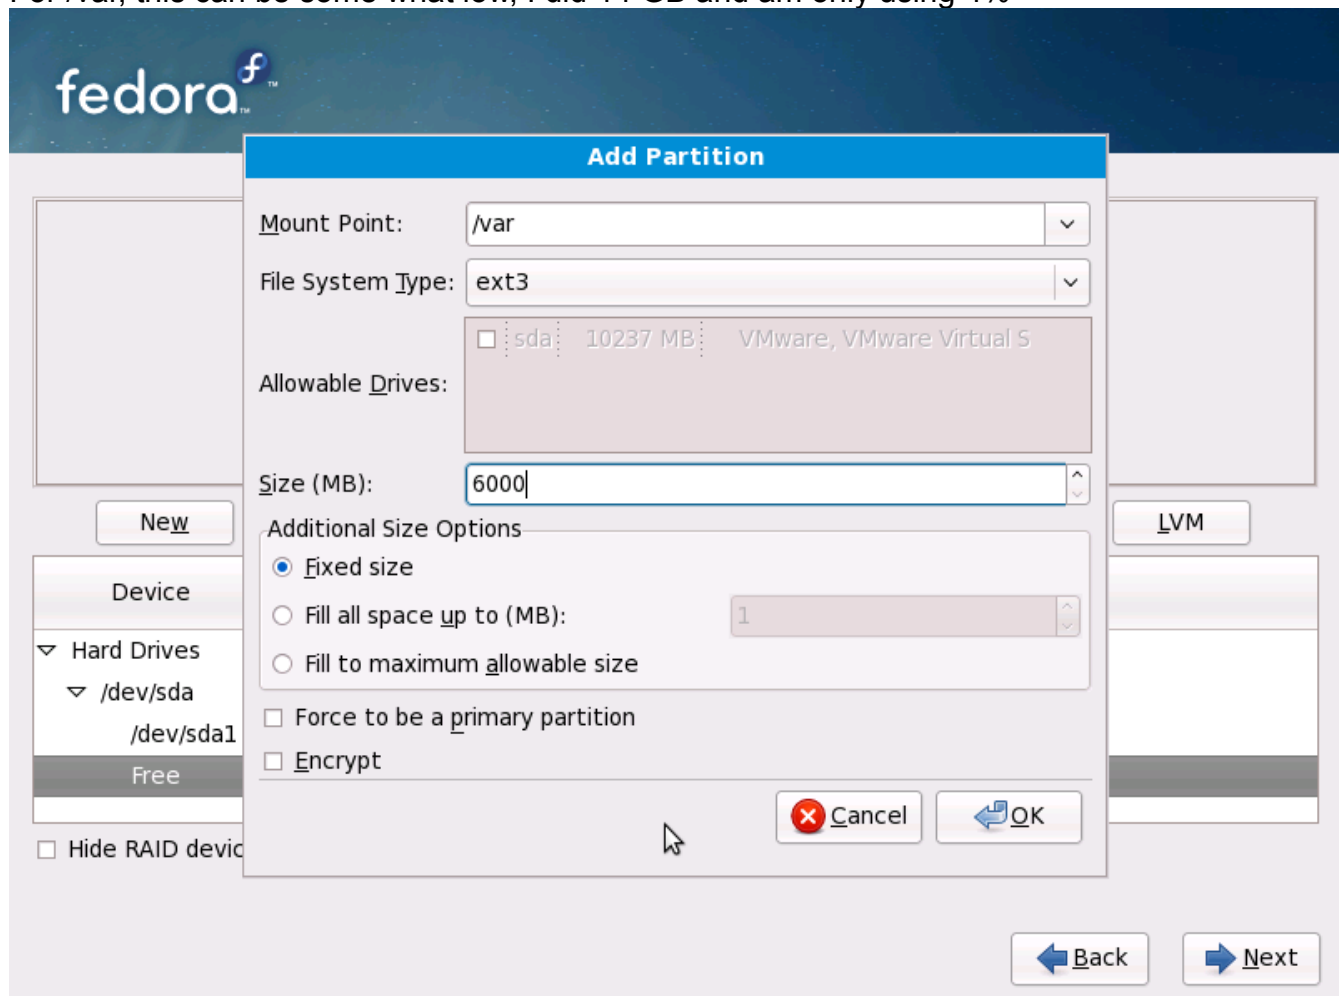 fedora
Add Partition
Mount Point:
/var
File System Type:
ext3
sda 10237 MB VMware, VMware Virtual S
Allowable Drives:
Size (MB):
6000
New
LVM
Additional Size Options
Fixed size
Device
Fill all space up to (MB):
1
Hard Drives
Fill to maximum allowable size
/dev/sda
Force to be a primary partition
/dev/sda1
Encrypt
Free
Cancel
OK
Hide RAID devic
Back
Next